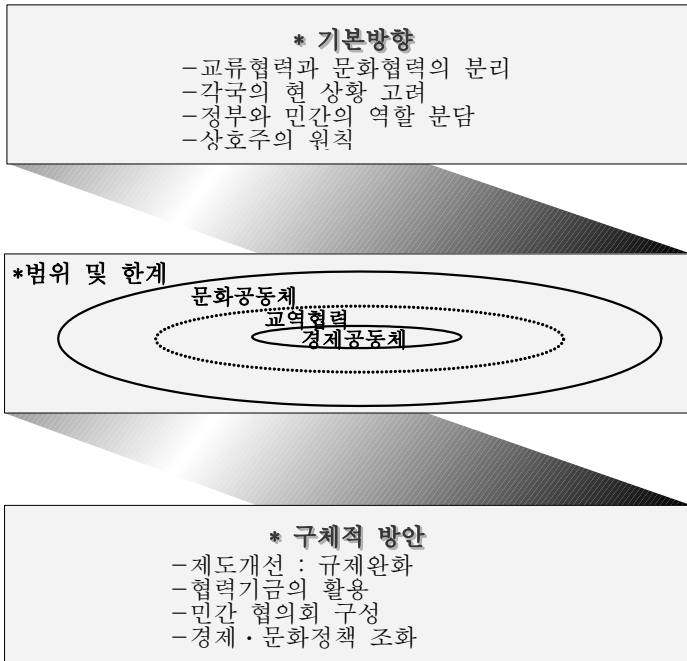 * 기본방향
-교류협력과 문화협력의 분리
-각국의 현 상황 고려
-정부와 민간의 역할 분담
-상호주의 원칙
*범위 및 한계
문화공동체
교역협력
경제공동체
* 구체적 방안
-제도개선 : 규제완화
-협력기금의 활용
-민간 협의회 구성
-경제·문화정책 조화